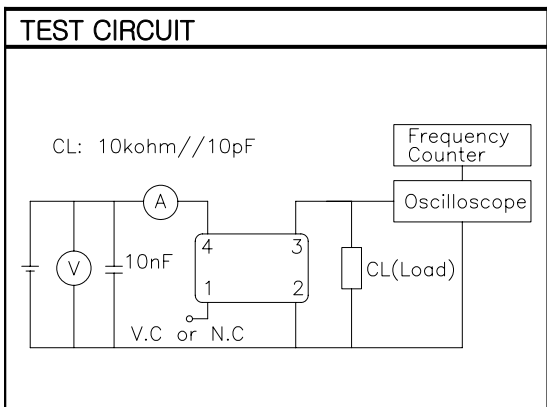 TEST CIRCUIT
CL: 10kohm//10pF
Frequency
Counter
Oscilloscope
A
4
3
V
10nF
CL(Load)
1
2
V.C or N.C